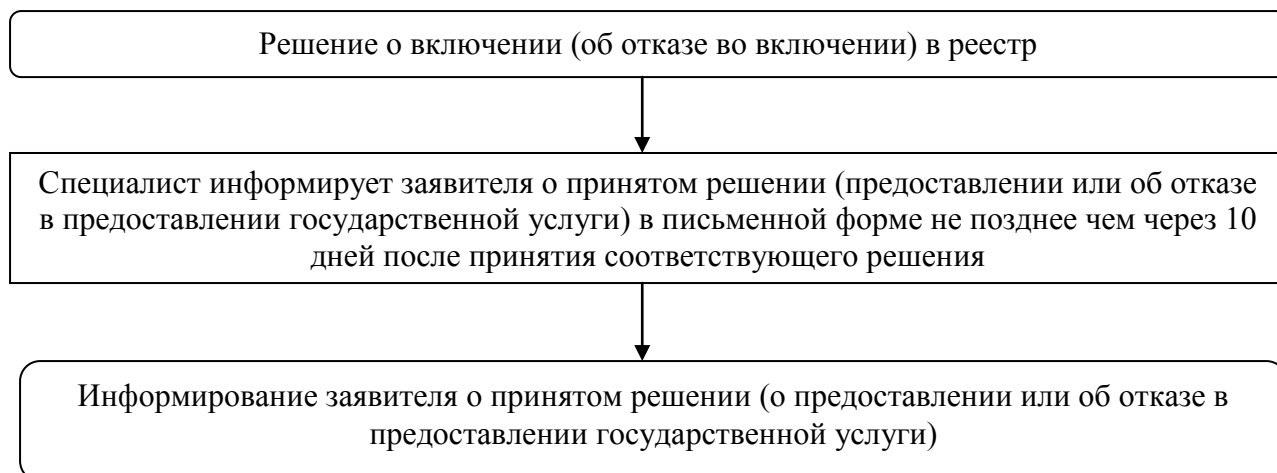 Решение о включении (об отказе во включении) в реестр
Специалист информирует заявителя о принятом решении (предоставлении или об отказе
в предоставлении государственной услуги) в письменной форме не позднее чем через 10
дней после принятия соответствующего решения
Информирование заявителя о принятом решении (о предоставлении или об отказе в
предоставлении государственной услуги)